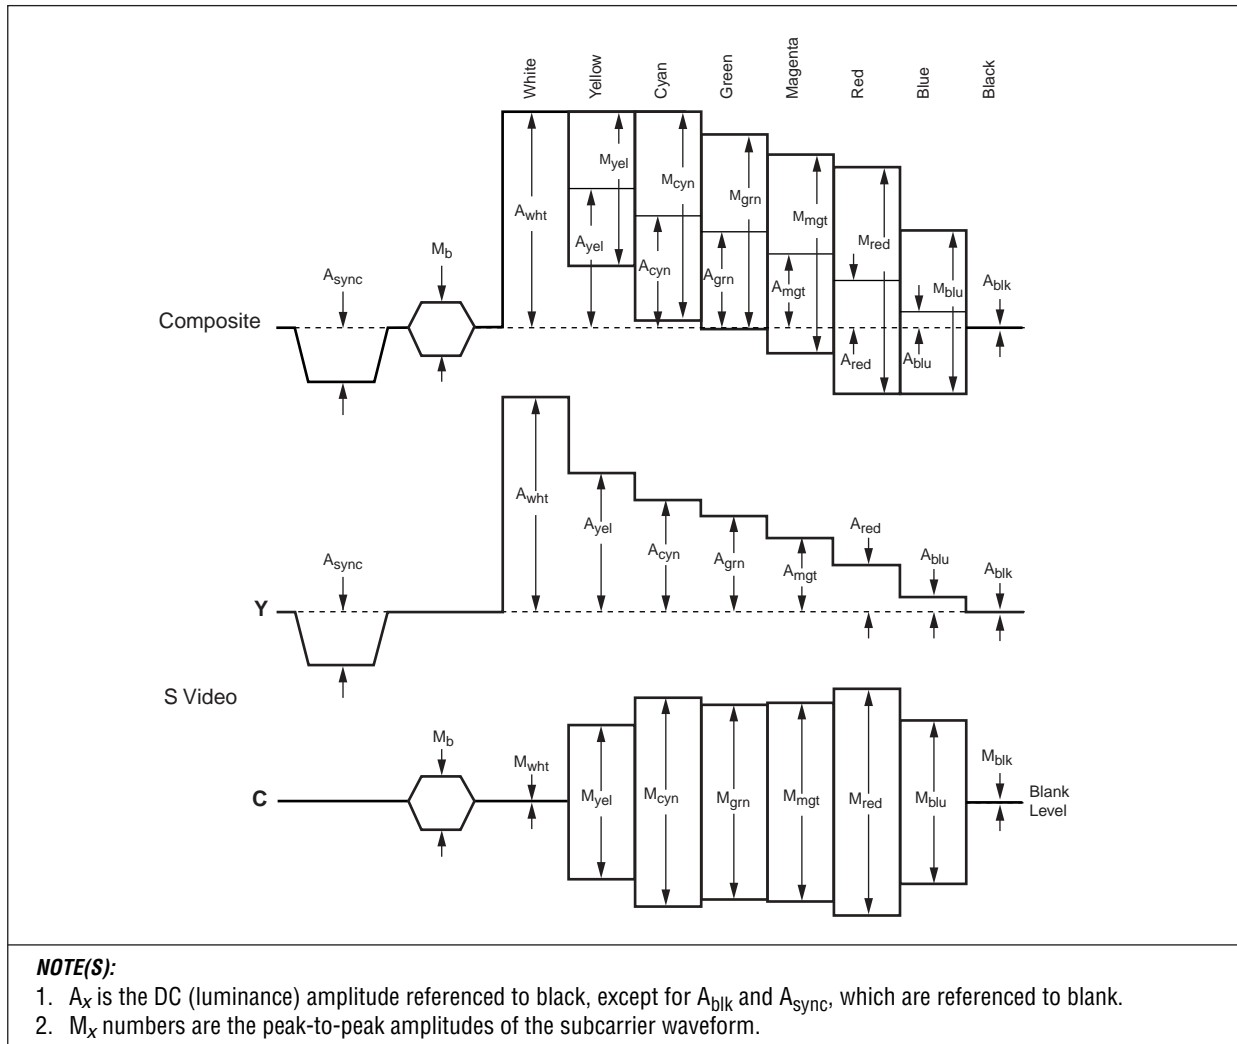 White
Yellow
Cyan
Green
Magenta
Red
Blue
Black
Composite
Async
Mb
Awht
Myel
Ayel
Mcyn
Acyn
Mgrn
Agrn
Mmgt
Amgt
Mred
Ared
Mblu
Ablu
Ablk
Y
Async
Awht
Ayel
Acyn
Agrn
Amgt
Ared
Ablu
Ablk
S Video
C
Mb
Mwht
Myel
Mcyn
Mgrn
Mmgt
Mred
Mblu
Mblk
Blank
Level
NOTE(S):
1. Ax is the DC (luminance) amplitude referenced to black, except for Ablk and Async, which are referenced to blank.
2. Mx numbers are the peak-to-peak amplitudes of the subcarrier waveform.